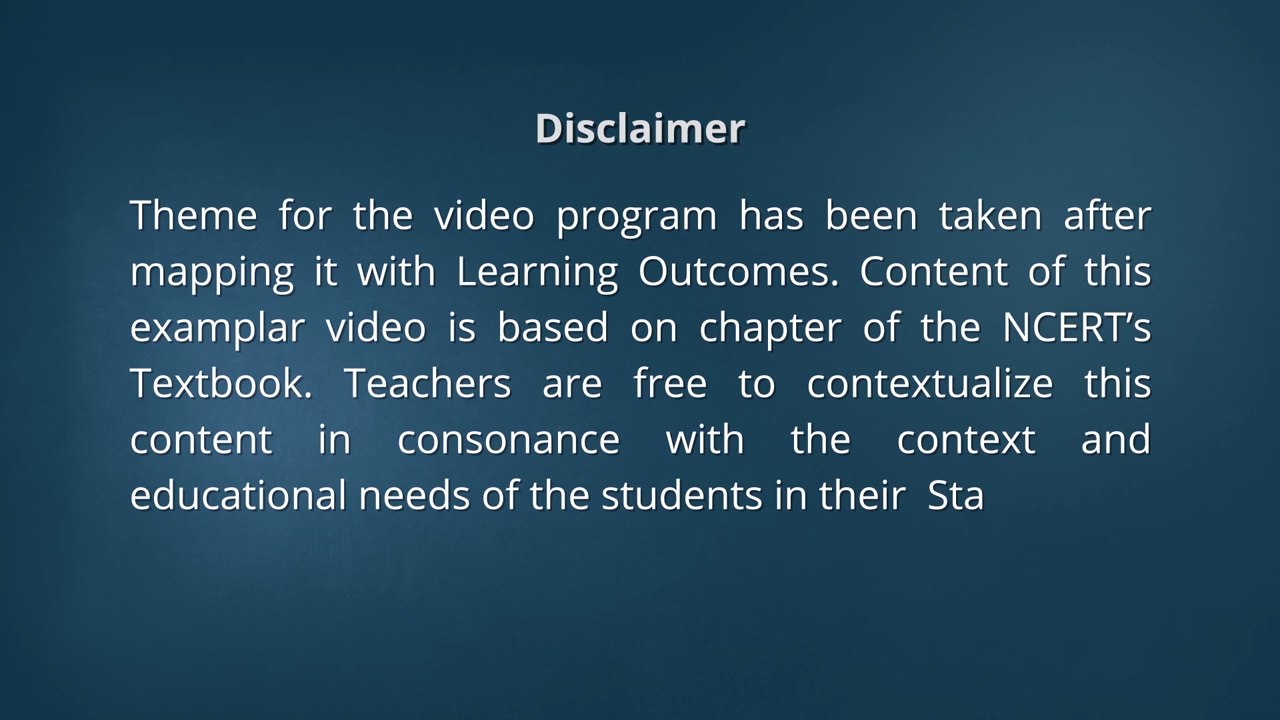 Disclaimer
Theme for the video program has been taken after
mapping it with Learning Outcomes. Content of this
examplar video is based on chapter of the NCERT’s
Textbook. Teachers are free to contextualize this
content in consonance with the context and
educational needs of the students in their  Sta